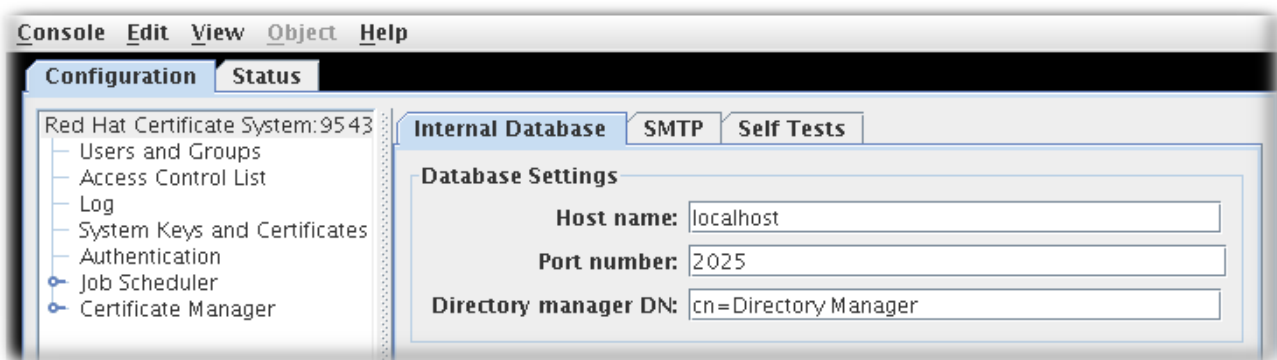 Console Edit View Object Help
Configuration Status
Red Hat Certificate System:9543
Users and Groups
Access Control List
Log
System Keys and Certificates
Authentication
Job Scheduler
Certificate Manager
Internal Database SMTP Self Tests
Database Settings
Host name: localhost
Port number: 2025
Directory manager DN: cn=Directory Manager